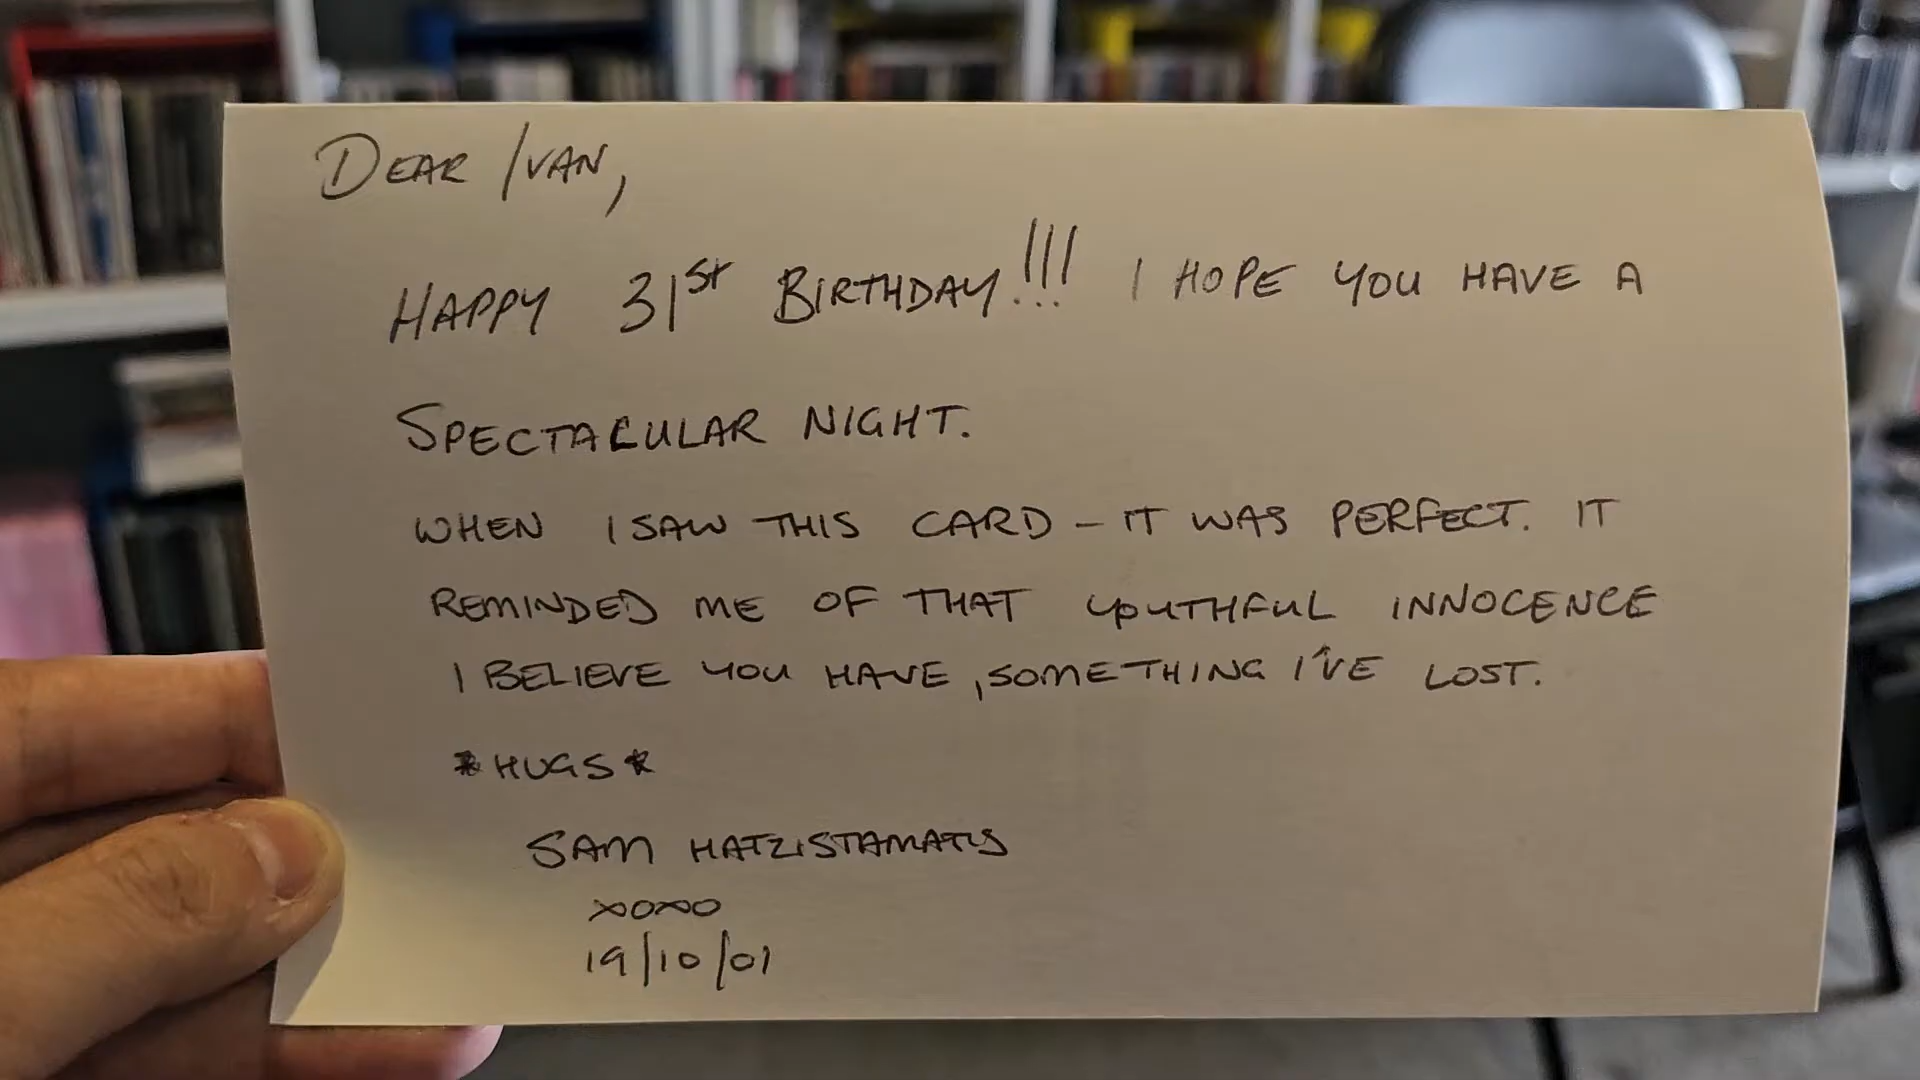 DEAR IVAN,
HAPPY 31ST BIRTHDAY!!! I HOPE YOU HAVE A
SPECTACULAR NIGHT.
WHEN I SAW THIS CARD - IT WAS PERFECT. IT
REMINDED ME OF THAT YOUTHFUL INNOCENCE
I BELIEVE YOU HAVE, SOMETHING I'VE LOST.
*HUGS*
SAM HATZISTAMATIS
XOXO
19/10/01